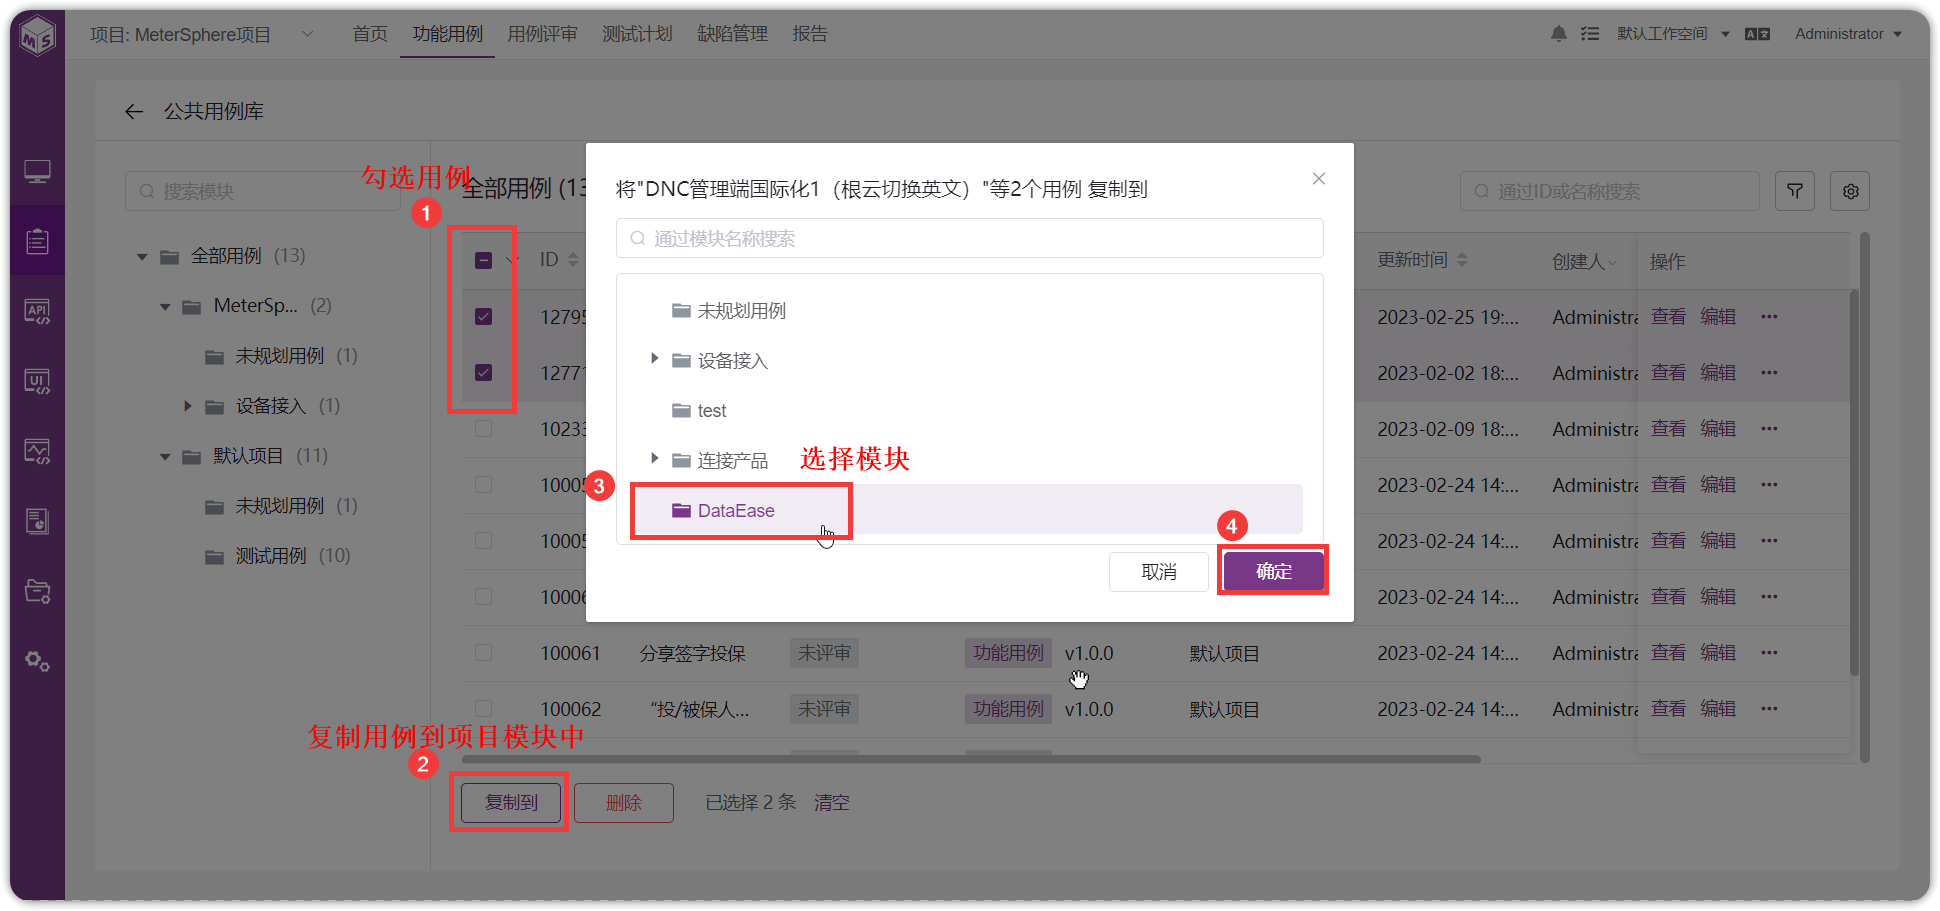 MS
项目: MeterSphere项目
首页
功能用例
用例评审
测试计划
缺陷管理
报告
默认工作空间
Administrator
公共用例库
搜索模块
勾选用例
1
全部用例 (13
通过ID或名称搜索
将"DNC管理端国际化1（根云切换英文）"等2个用例 复制到
通过模块名称搜索
全部用例 (13)
MeterSp... (2)
未规划用例 (1)
设备接入 (1)
默认项目 (11)
未规划用例 (1)
测试用例 (10)
API
UI
ID
更新时间
创建人
操作
12795
2023-02-25 19:...
Administra
查看 编辑 ···
12771
2023-02-02 18:...
Administra
查看 编辑 ···
10233
2023-02-09 18:...
Administra
查看 编辑 ···
1000
2023-02-24 14:...
Administra
查看 编辑 ···
1000
2023-02-24 14:...
Administra
查看 编辑 ···
1000
2023-02-24 14:...
Administra
查看 编辑 ···
未规划用例
设备接入
test
连接产品
选择模块
3
DataEase
4
取消
确定
100061
分享签字投保
未评审
功能用例
v1.0.0
默认项目
2023-02-24 14:...
Administra
查看 编辑 ···
100062
“投/被保人...
未评审
功能用例
v1.0.0
默认项目
2023-02-24 14:...
Administra
查看 编辑 ···
复制用例到项目模块中
2
复制到
删除
已选择 2 条
清空